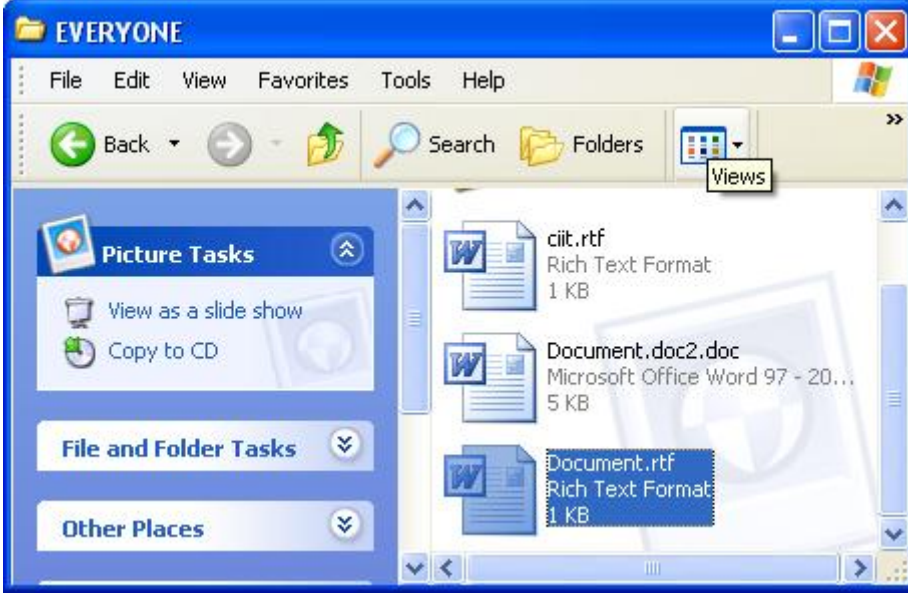 EVERYONE
File Edit View Favorites Tools Help
Back Search Folders
Views
Picture Tasks
View as a slide show
Copy to CD
File and Folder Tasks
Other Places
ciit.rtf
Rich Text Format
1 KB
Document.doc2.doc
Microsoft Office Word 97 - 20...
5 KB
Document.rtf
Rich Text Format
1 KB